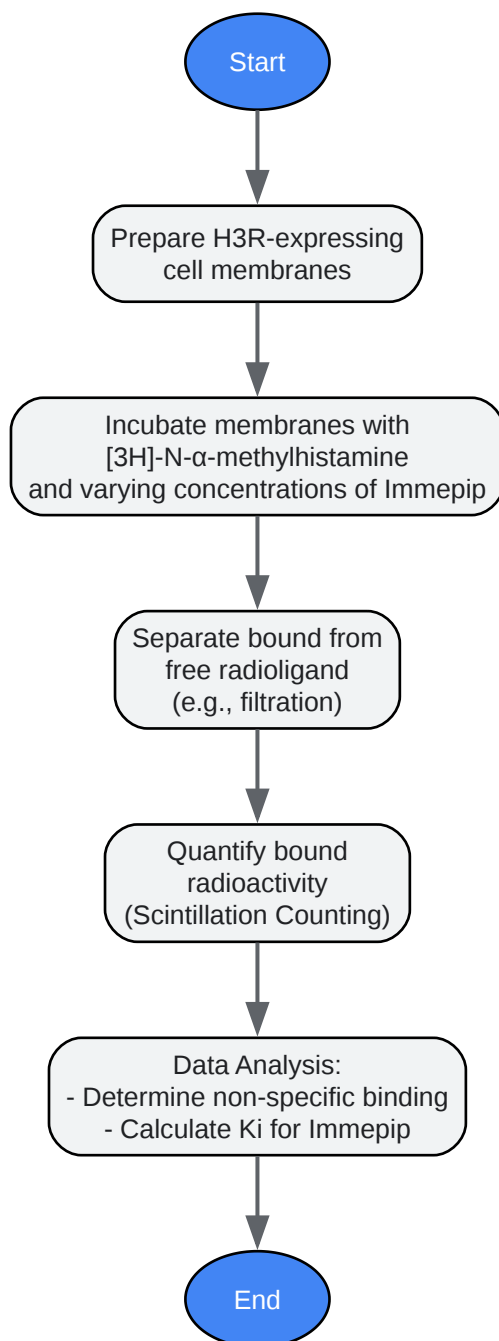 Start
Prepare H3R-expressing
cell membranes
Incubate membranes with
[3H]-N-α-methylhistamine
and varying concentrations of Immepip
Separate bound from
free radioligand
(e.g., filtration)
Quantify bound
radioactivity
(Scintillation Counting)
Data Analysis:
- Determine non-specific binding
- Calculate Ki for Immepip
End